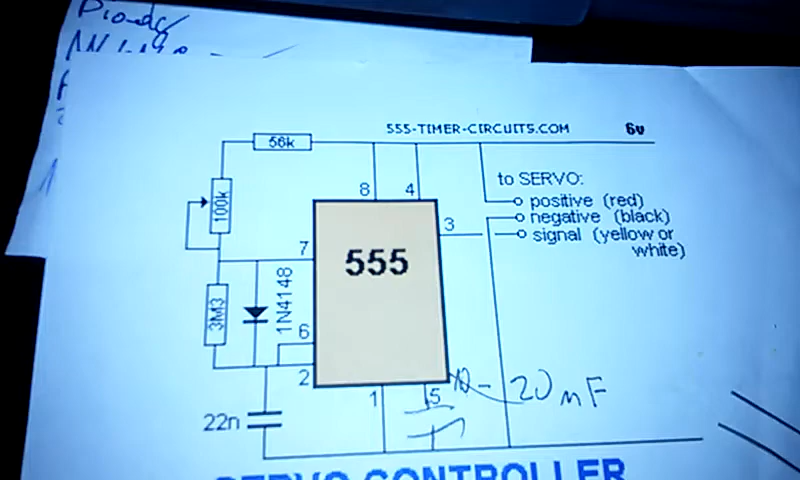 555-TIMER-CIRCUITS.COM
6v
56k
to SERVO:
positive (red)
negative (black)
signal (yellow or
white)
8
4
3
100k
7
555
3M3
1N4148
6
2
1
5
20 mF
22n
SERVO CONTROLLER